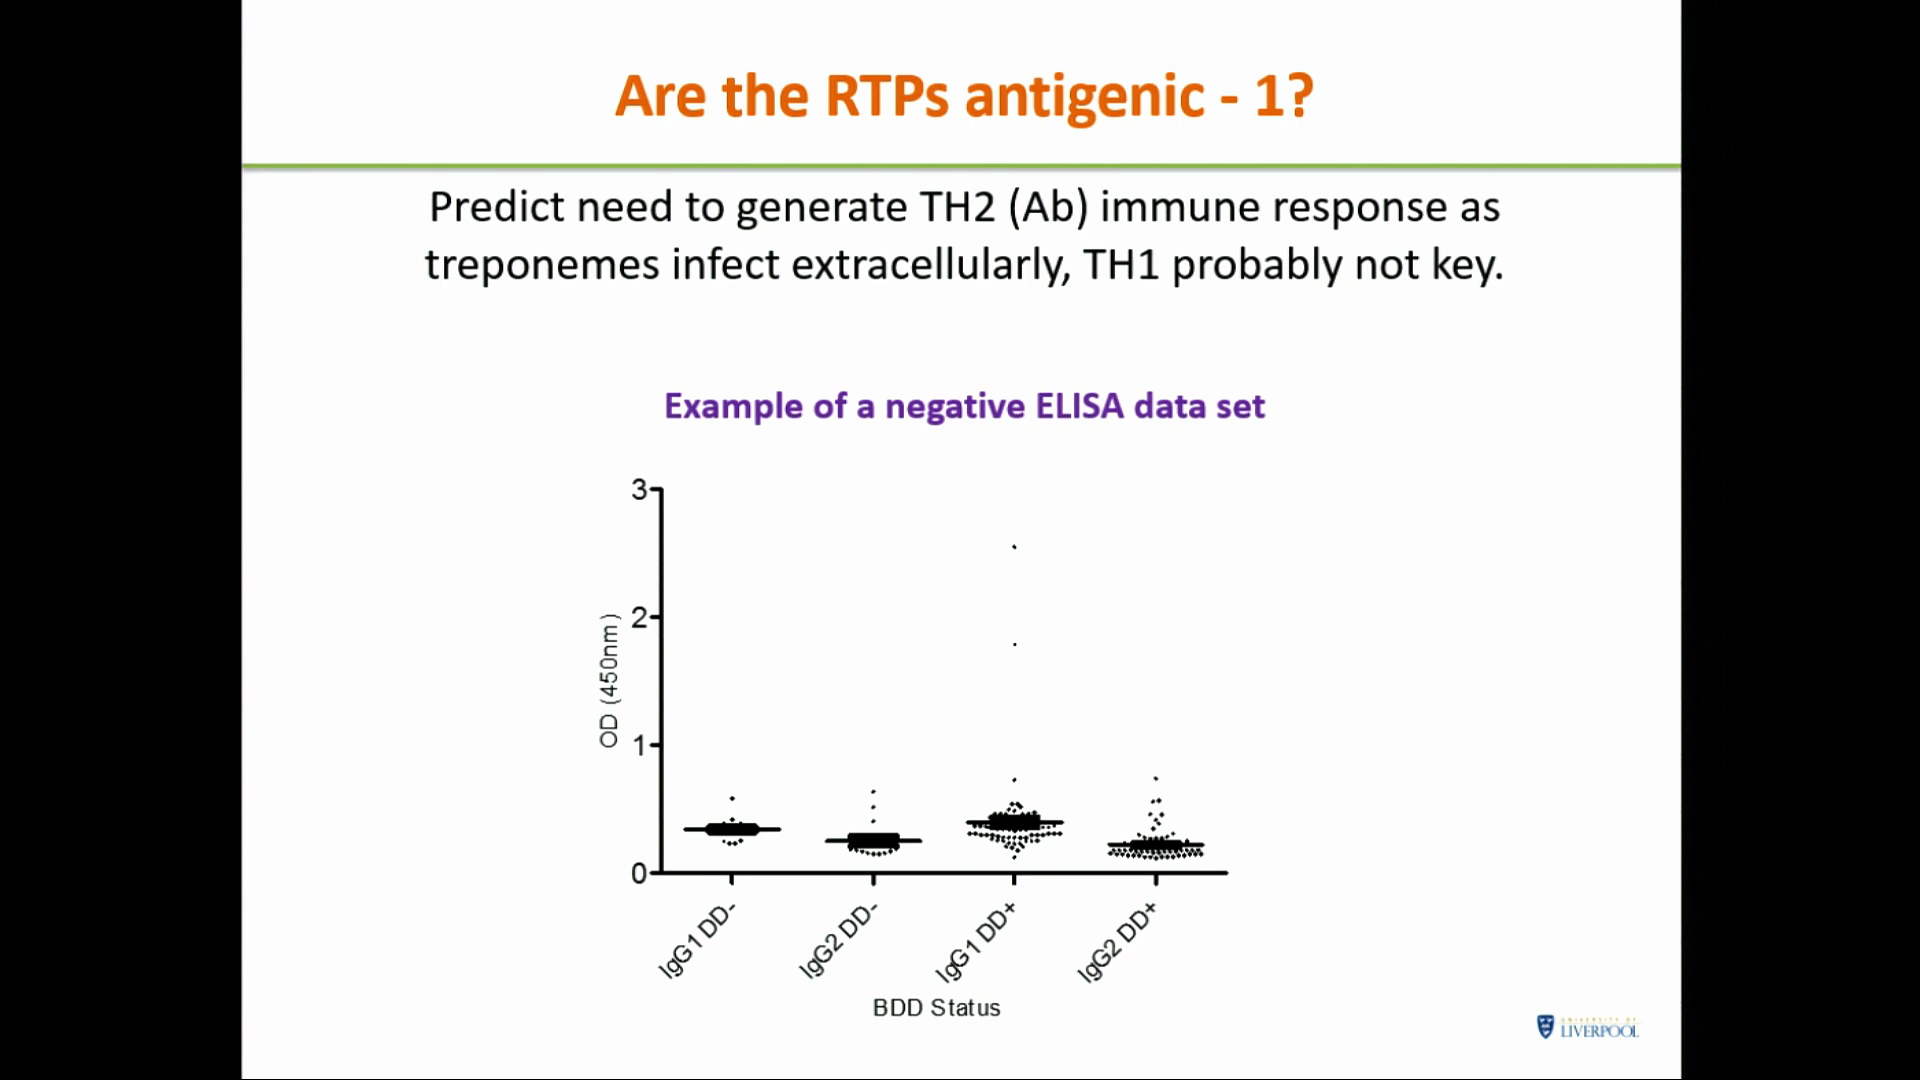 Are the RTPs antigenic - 1?
Predict need to generate TH2 (Ab) immune response as
treponemes infect extracellularly, TH1 probably not key.
Example of a negative ELISA data set
3
2
1
0
OD (450nm)
IgG1 DD-
IgG2 DD-
IgG1 DD+
IgG2 DD+
BDD Status
UNIVERSITY OF
LIVERPOOL